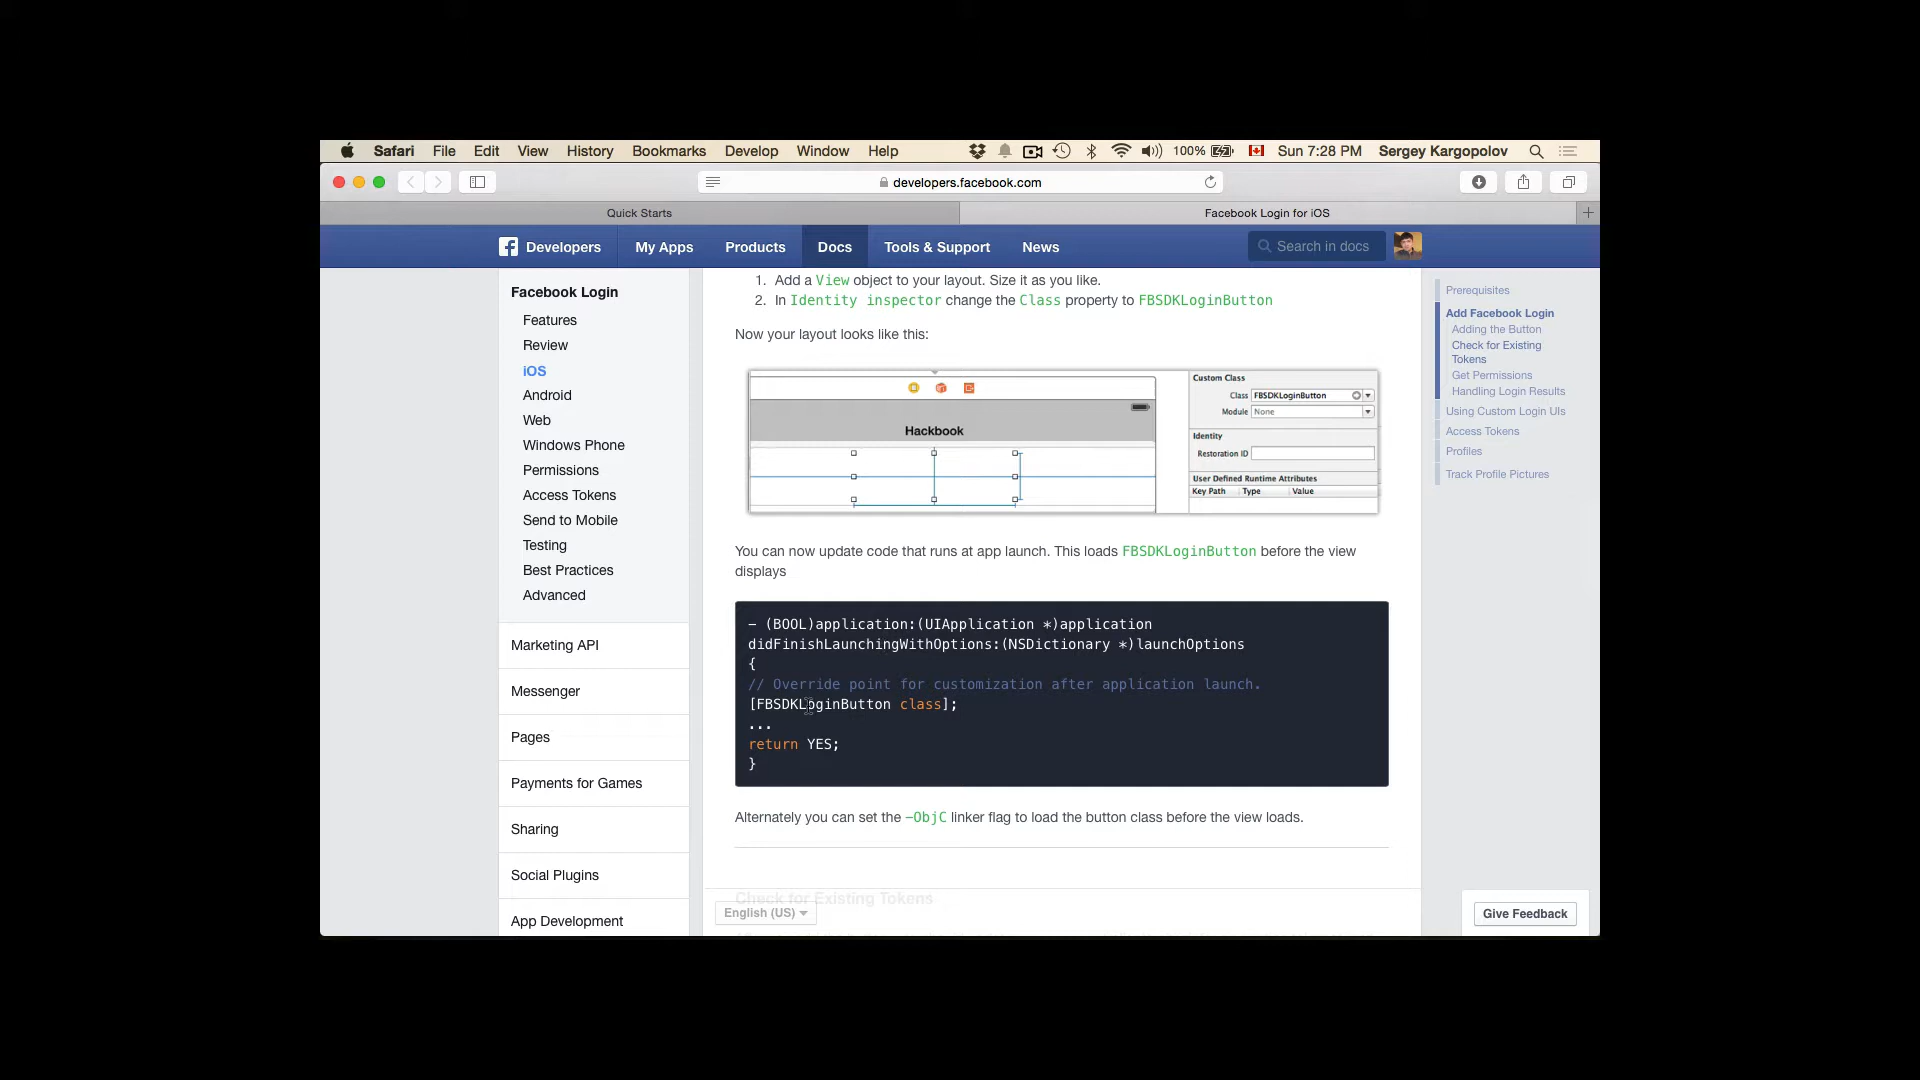 Safari File Edit View History Bookmarks Develop Window Help 100% Sun 7:28 PM Sergey Kargopolov
developers.facebook.com
Quick Starts Facebook Login for iOS
Developers My Apps Products Docs Tools & Support News Search in docs
Facebook Login
Features
Review
iOS
Android
Web
Windows Phone
Permissions
Access Tokens
Send to Mobile
Testing
Best Practices
Advanced
Marketing API
Messenger
Pages
Payments for Games
Sharing
Social Plugins
App Development
1. Add a View object to your layout. Size it as you like.
2. In Identity inspector change the Class property to FBSDKLoginButton
Now your layout looks like this:
Hackbook
Custom Class
Class FBSDKLoginButton
Module None
Identity
Restoration ID
User Defined Runtime Attributes
Key Path Type Value
You can now update code that runs at app launch. This loads FBSDKLoginButton before the view
displays
- (BOOL)application:(UIApplication *)application
didFinishLaunchingWithOptions:(NSDictionary *)launchOptions
{
// Override point for customization after application launch.
[FBSDKLoginButton class];
...
return YES;
}
Alternately you can set the -ObjC linker flag to load the button class before the view loads.
Check for Existing Tokens
English (US)
Prerequisites
Add Facebook Login
Adding the Button
Check for Existing
Tokens
Get Permissions
Handling Login Results
Using Custom Login UIs
Access Tokens
Profiles
Track Profile Pictures
Give Feedback